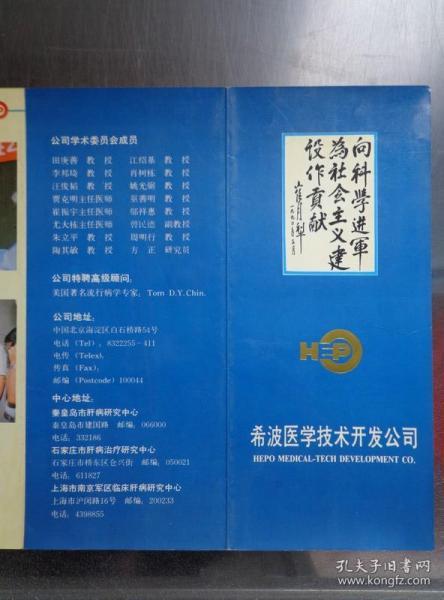 公司学术委员会成员
田庚善 教授 江绍基 教授
李邦琦 教授 肖树栋 教授
汪俊韬 教授 姚光弼 教授
贾克明主任医师 巫善明 教授
崔振宇主任医师 邬祥惠 教授
尤大栋主任医师 曾民德 副教授
朱立平 教授 周明行 教授
陶其敏 教授 方正 研究员
公司特聘高级顾问：
美国著名流行病学专家，Tom D.Y.Chin.
公司地址：
中国北京海淀区白石桥路54号
电话（Tel）：8322255-411
电传（Telex）：
传真（Fax）：
邮编（Postcode）100044
中心地址：
秦皇岛市肝病研究中心
秦皇岛市建国路 邮编：066000
电话：332186
石家庄市肝病治疗研究中心
石家庄市桥东区仓兴街 邮编：050021
电话：611827
上海市南京军区临床肝病研究中心
上海市沪国路16号 邮编：200233
电话：4398855
向科學进軍
為社会主义建
设作貢献
崔月犁
HEPO
希波医学技术开发公司
HEPO MEDICAL-TECH DEVELOPMENT CO.
孔夫子旧书网
www.kongfz.com